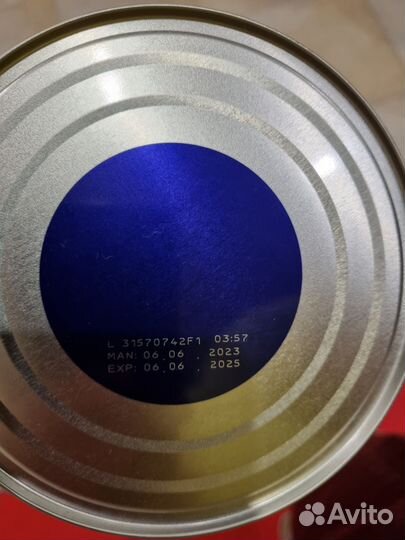 L 31570742F1 03:57
MAN: 06.06 . 2023
EXP: 06.06 . 2025
Avito